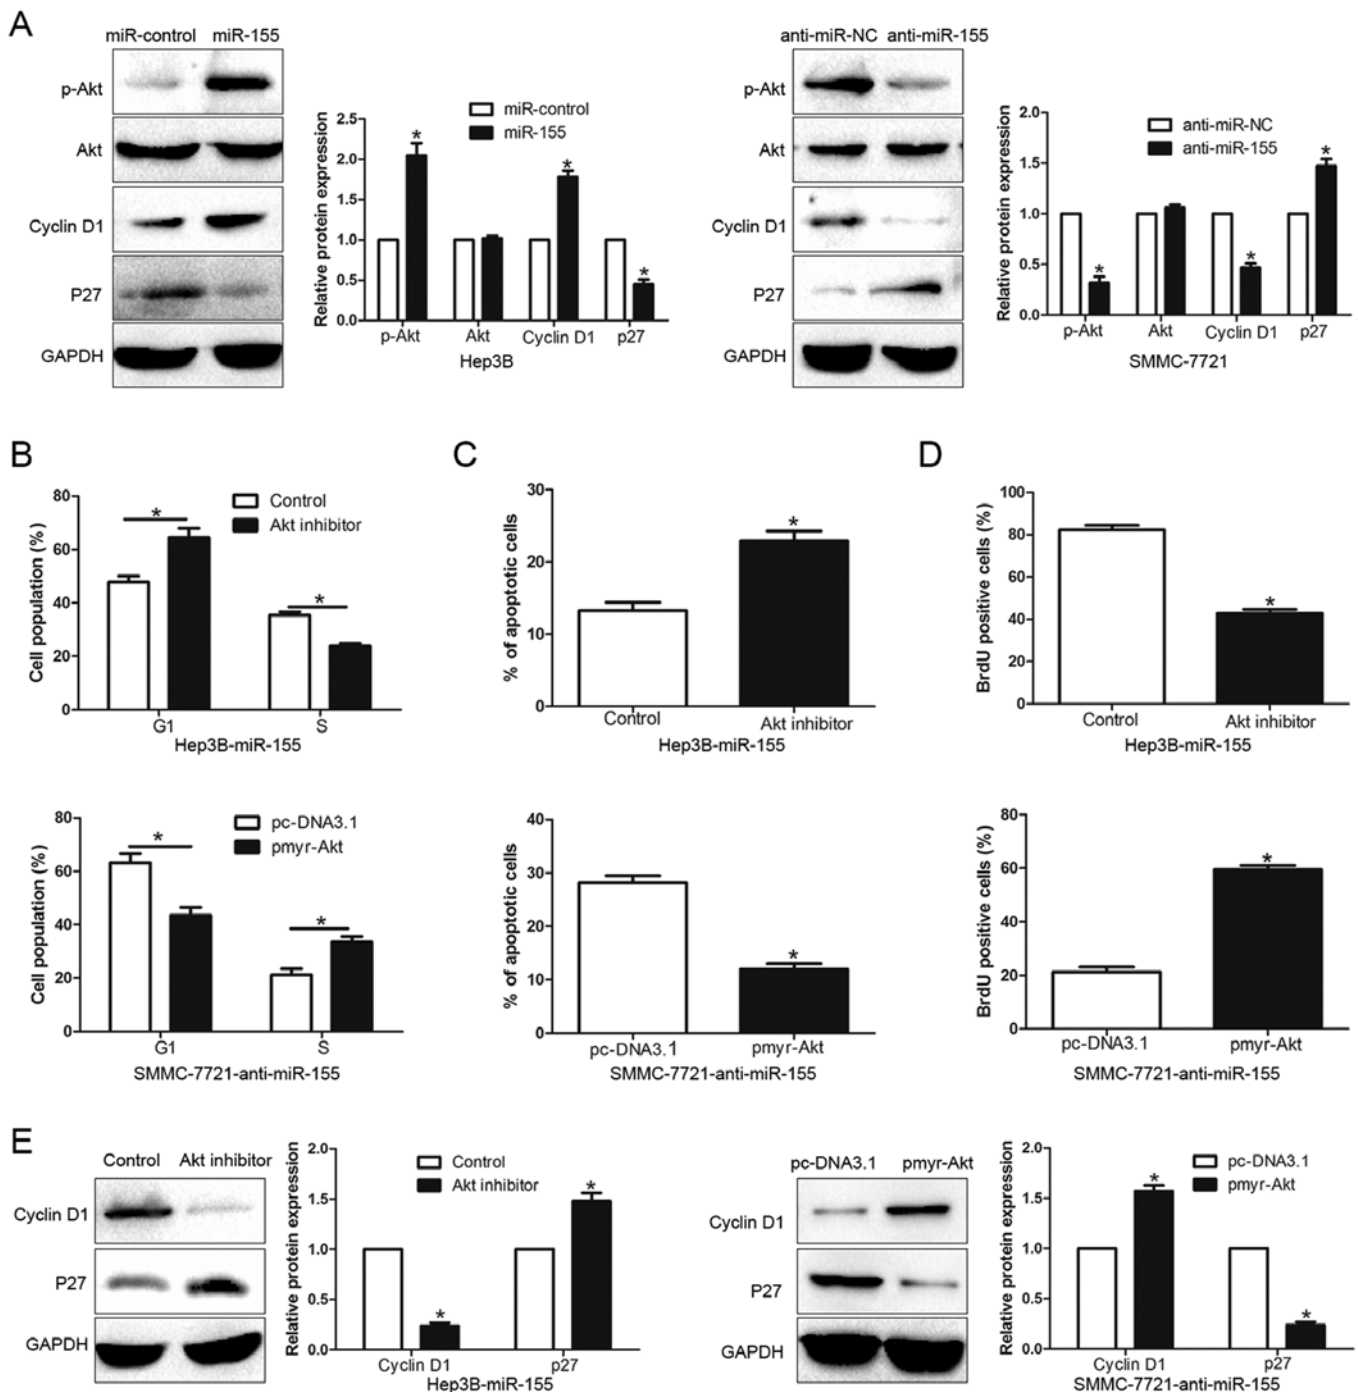 A
miR-control miR-155
p-Akt
Akt
Cyclin D1
P27
GAPDH
Relative protein expression
2.5
2.0
1.5
1.0
0.5
0.0
miR-control
miR-155
*
*
*
p-Akt Akt Cyclin D1 p27
Hep3B
anti-miR-NC anti-miR-155
p-Akt
Akt
Cyclin D1
P27
GAPDH
Relative protein expression
2.0
1.5
1.0
0.5
0.0
anti-miR-NC
anti-miR-155
*
*
*
p-Akt Akt Cyclin D1 p27
SMMC-7721
B
Cell population (%)
80
60
40
20
0
Control
Akt inhibitor
*
*
G1 S
Hep3B-miR-155
Cell population (%)
80
60
40
20
0
pc-DNA3.1
pmyr-Akt
*
*
G1 S
SMMC-7721-anti-miR-155
C
% of apoptotic cells
30
20
10
0
*
Control Akt inhibitor
Hep3B-miR-155
% of apoptotic cells
40
30
20
10
0
*
pc-DNA3.1 pmyr-Akt
SMMC-7721-anti-miR-155
D
BrdU positive cells (%)
100
80
60
40
20
0
*
Control Akt inhibitor
Hep3B-miR-155
BrdU positive cells (%)
80
60
40
20
0
*
pc-DNA3.1 pmyr-Akt
SMMC-7721-anti-miR-155
E
Control Akt inhibitor
Cyclin D1
P27
GAPDH
Relative protein expression
2.0
1.5
1.0
0.5
0.0
Control
Akt inhibitor
*
*
Cyclin D1 p27
Hep3B-miR-155
pc-DNA3.1 pmyr-Akt
Cyclin D1
P27
GAPDH
Relative protein expression
2.0
1.5
1.0
0.5
0.0
pc-DNA3.1
pmyr-Akt
*
*
Cyclin D1 p27
SMMC-7721-anti-miR-155